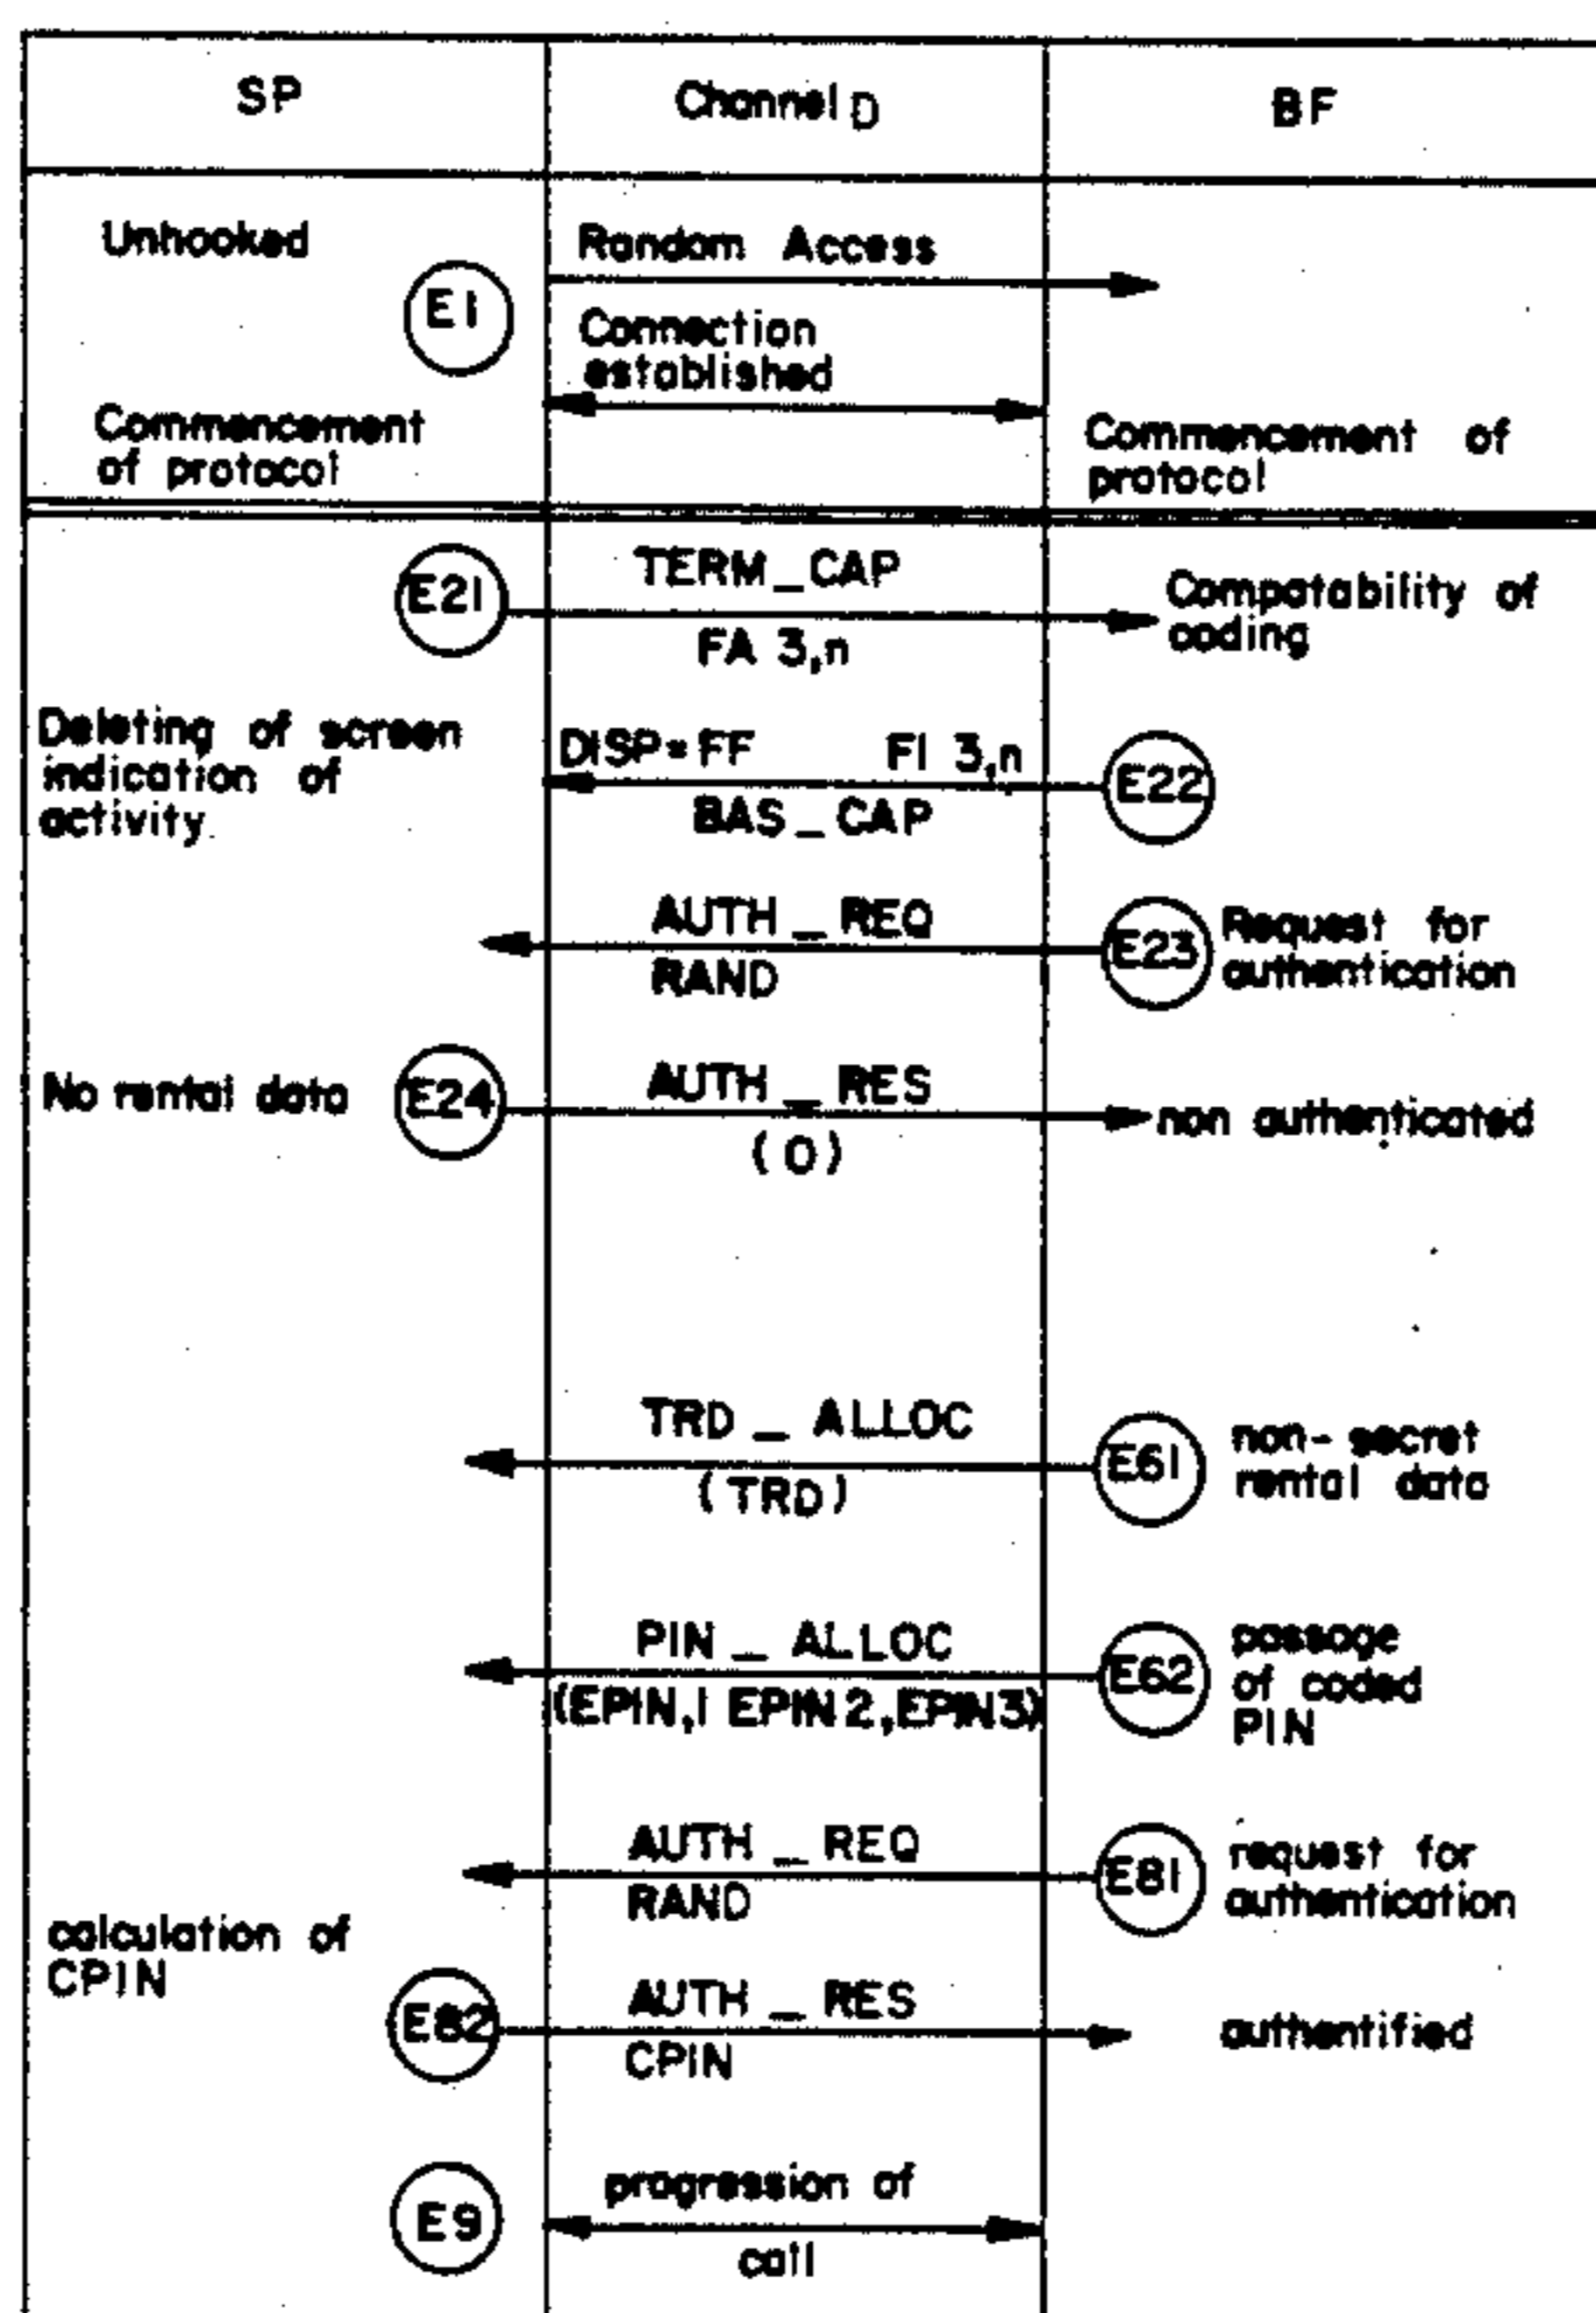 SP
Channel D
BF
Unhooked
Random Access
E1
Connection
established
Commencement
of protocol
Commencement of
protocol
E21
TERM_CAP
FA 3,n
Compatability of
coding
Deleting of screen
indication of
activity
DISP=FF FI 3,n
BAS_CAP
E22
AUTH_REQ
RAND
E23
Request for
authentication
No rental data
E24
AUTH_RES
(0)
non authenticated
TRD_ALLOC
(TRD)
E61
non-secret
rental data
PIN_ALLOC
(EPIN,1 EPIN2,EPIN3)
E62
passage
of coded
PIN
AUTH_REQ
RAND
E81
request for
authentication
calculation of
CPIN
E82
AUTH_RES
CPIN
authentified
E9
progression of
call